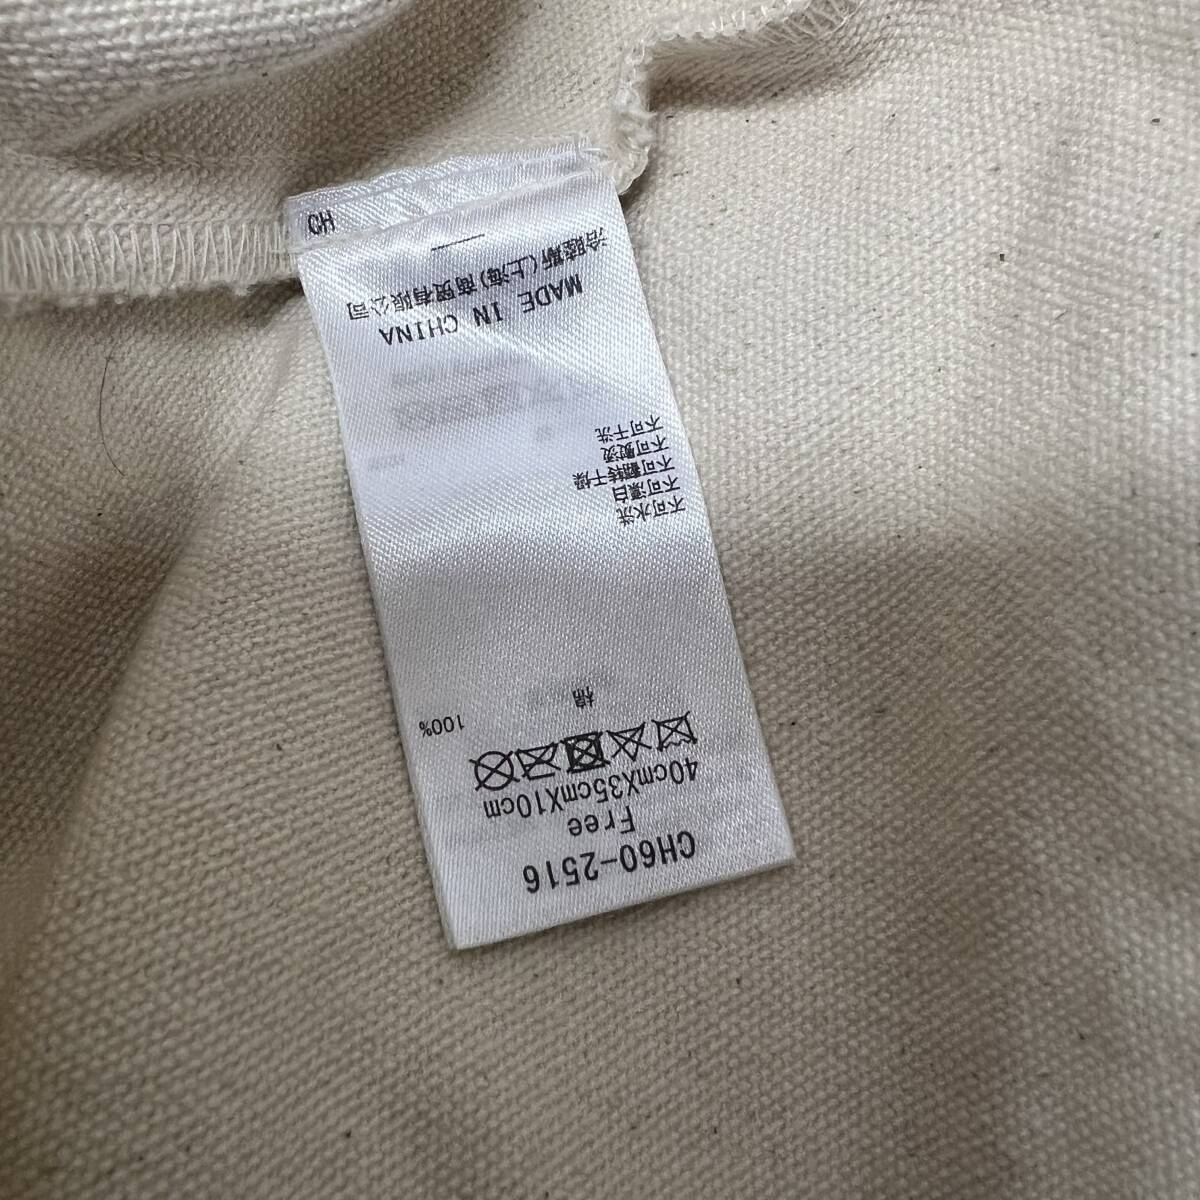 CH60-2516
Free
40cmX35cmX10cm
棉 100%
不可水洗
不可漂白
不可翻转干燥
不可熨烫
不可干洗
MADE IN CHINA
洽睦斯(上海)商贸有限公司
CH